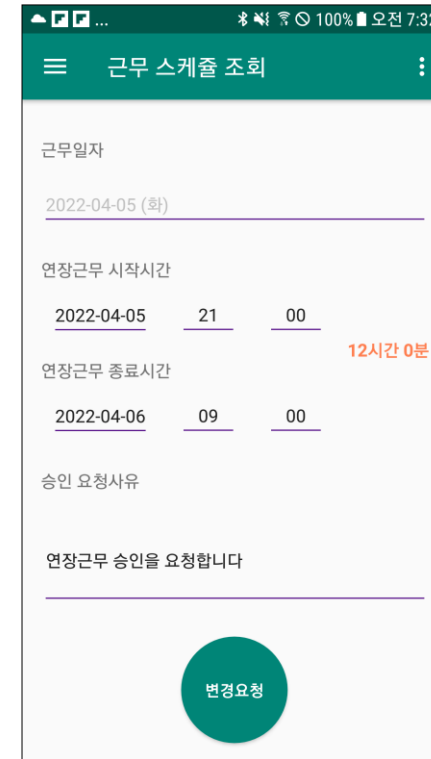 ... 100% 오전 7:32
근무 스케쥴 조회
근무일자
2022-04-05 (화)
연장근무 시작시간
2022-04-05 21 00
12시간 0분
연장근무 종료시간
2022-04-06 09 00
승인 요청사유
연장근무 승인을 요청합니다
변경요청